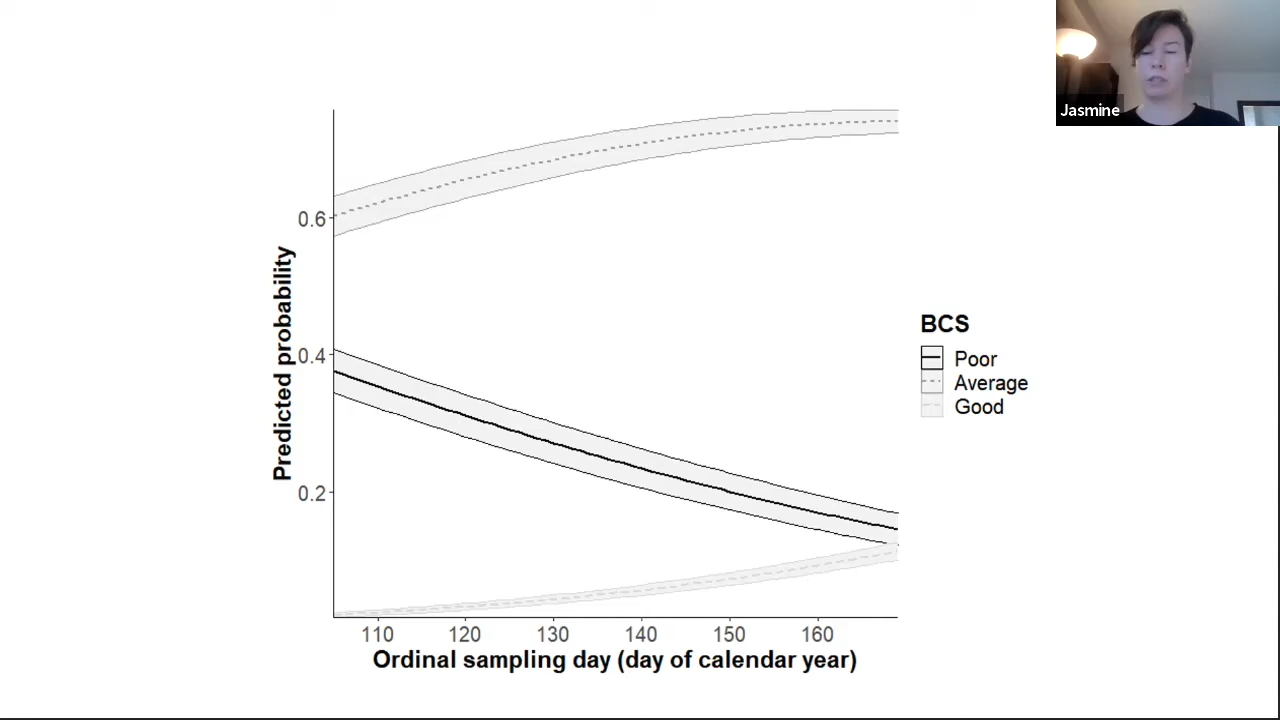 Jasmine
0.6
0.4
0.2
Predicted probability
110 120 130 140 150 160
Ordinal sampling day (day of calendar year)
BCS
Poor
Average
Good